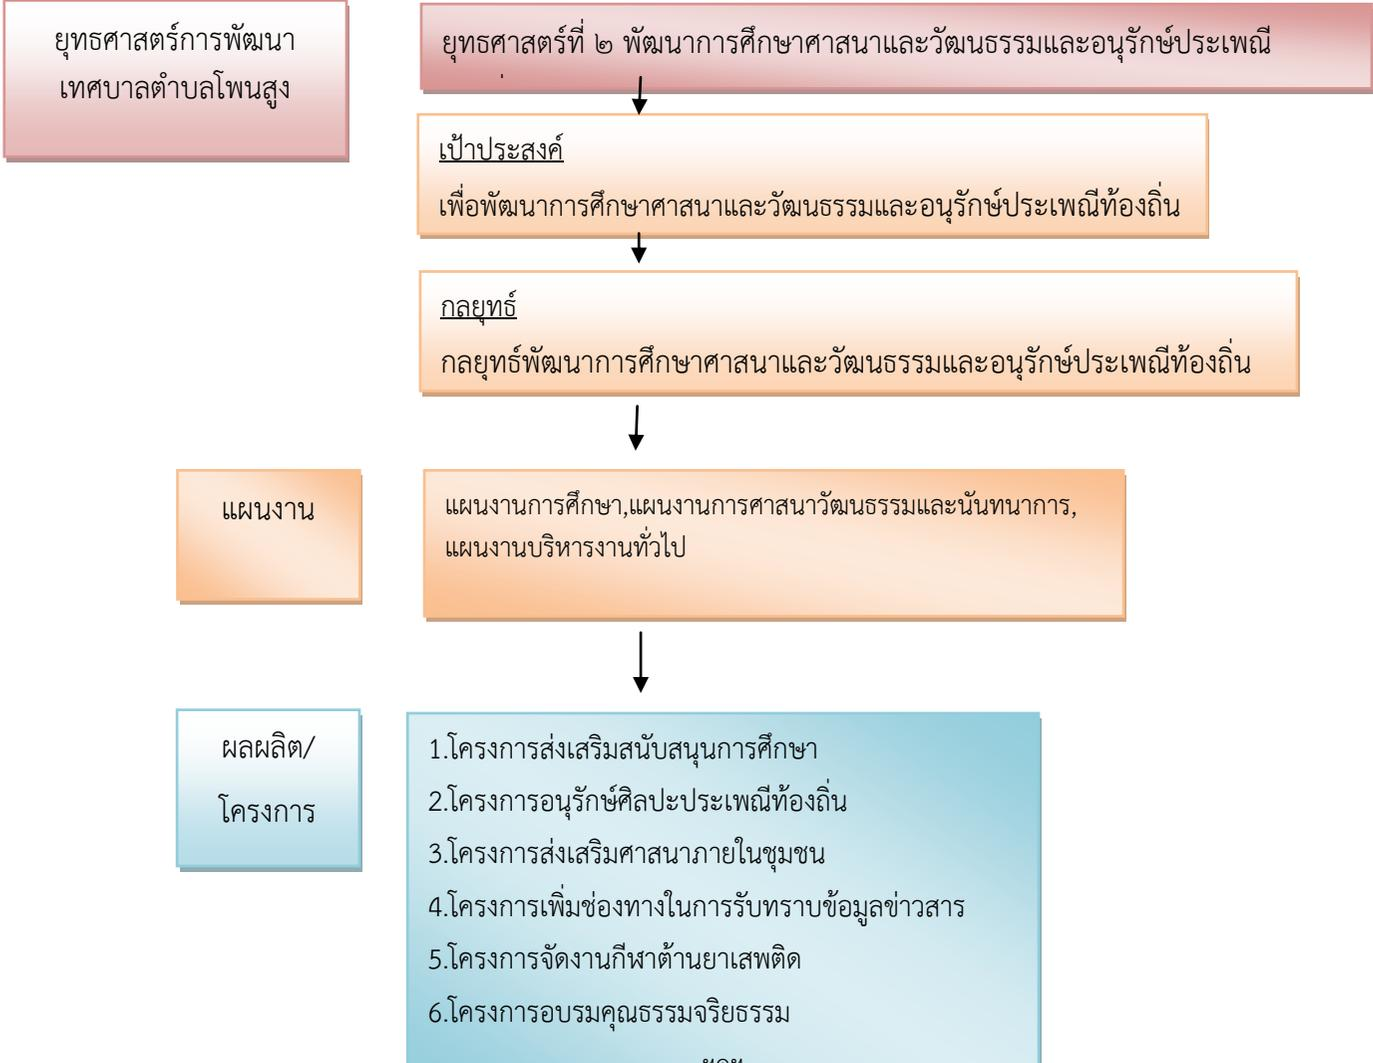 ยุทธศาสตร์การพัฒนา
เทศบาลตำบลโพนสูง
ยุทธศาสตร์ที่ ๒ พัฒนาการศึกษาศาสนาและวัฒนธรรมและอนุรักษ์ประเพณี
เป้าประสงค์
เพื่อพัฒนาการศึกษาศาสนาและวัฒนธรรมและอนุรักษ์ประเพณีท้องถิ่น
กลยุทธ์
กลยุทธ์พัฒนาการศึกษาศาสนาและวัฒนธรรมและอนุรักษ์ประเพณีท้องถิ่น
แผนงาน
แผนงานการศึกษา,แผนงานการศาสนาวัฒนธรรมและนันทนาการ,
แผนงานบริหารงานทั่วไป
ผลผลิต/
โครงการ
1.โครงการส่งเสริมสนับสนุนการศึกษา
2.โครงการอนุรักษ์ศิลปะประเพณีท้องถิ่น
3.โครงการส่งเสริมศาสนาภายในชุมชน
4.โครงการเพิ่มช่องทางในการรับทราบข้อมูลข่าวสาร
5.โครงการจัดงานกีฬาต้านยาเสพติด
6.โครงการอบรมคุณธรรมจริยธรรม